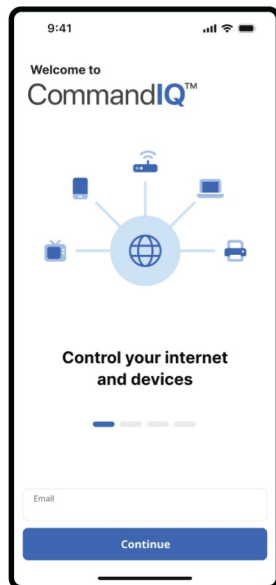 9:41
Welcome to
CommandIQ™
Control your internet
and devices
Email
Continue